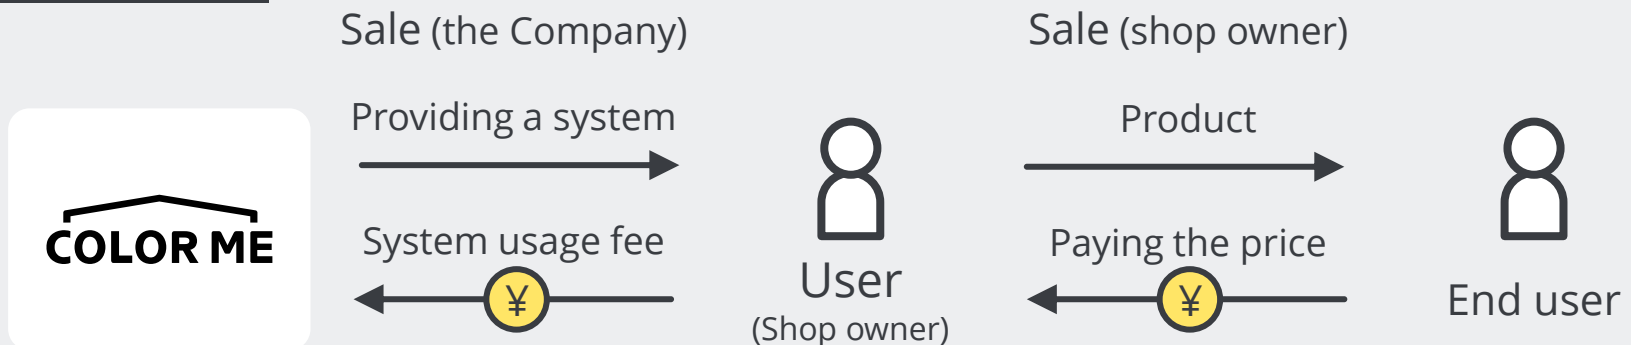 Sale (the Company)
Sale (shop owner)
Providing a system
Product
COLOR ME
System usage fee
¥
User
(Shop owner)
Paying the price
¥
End user